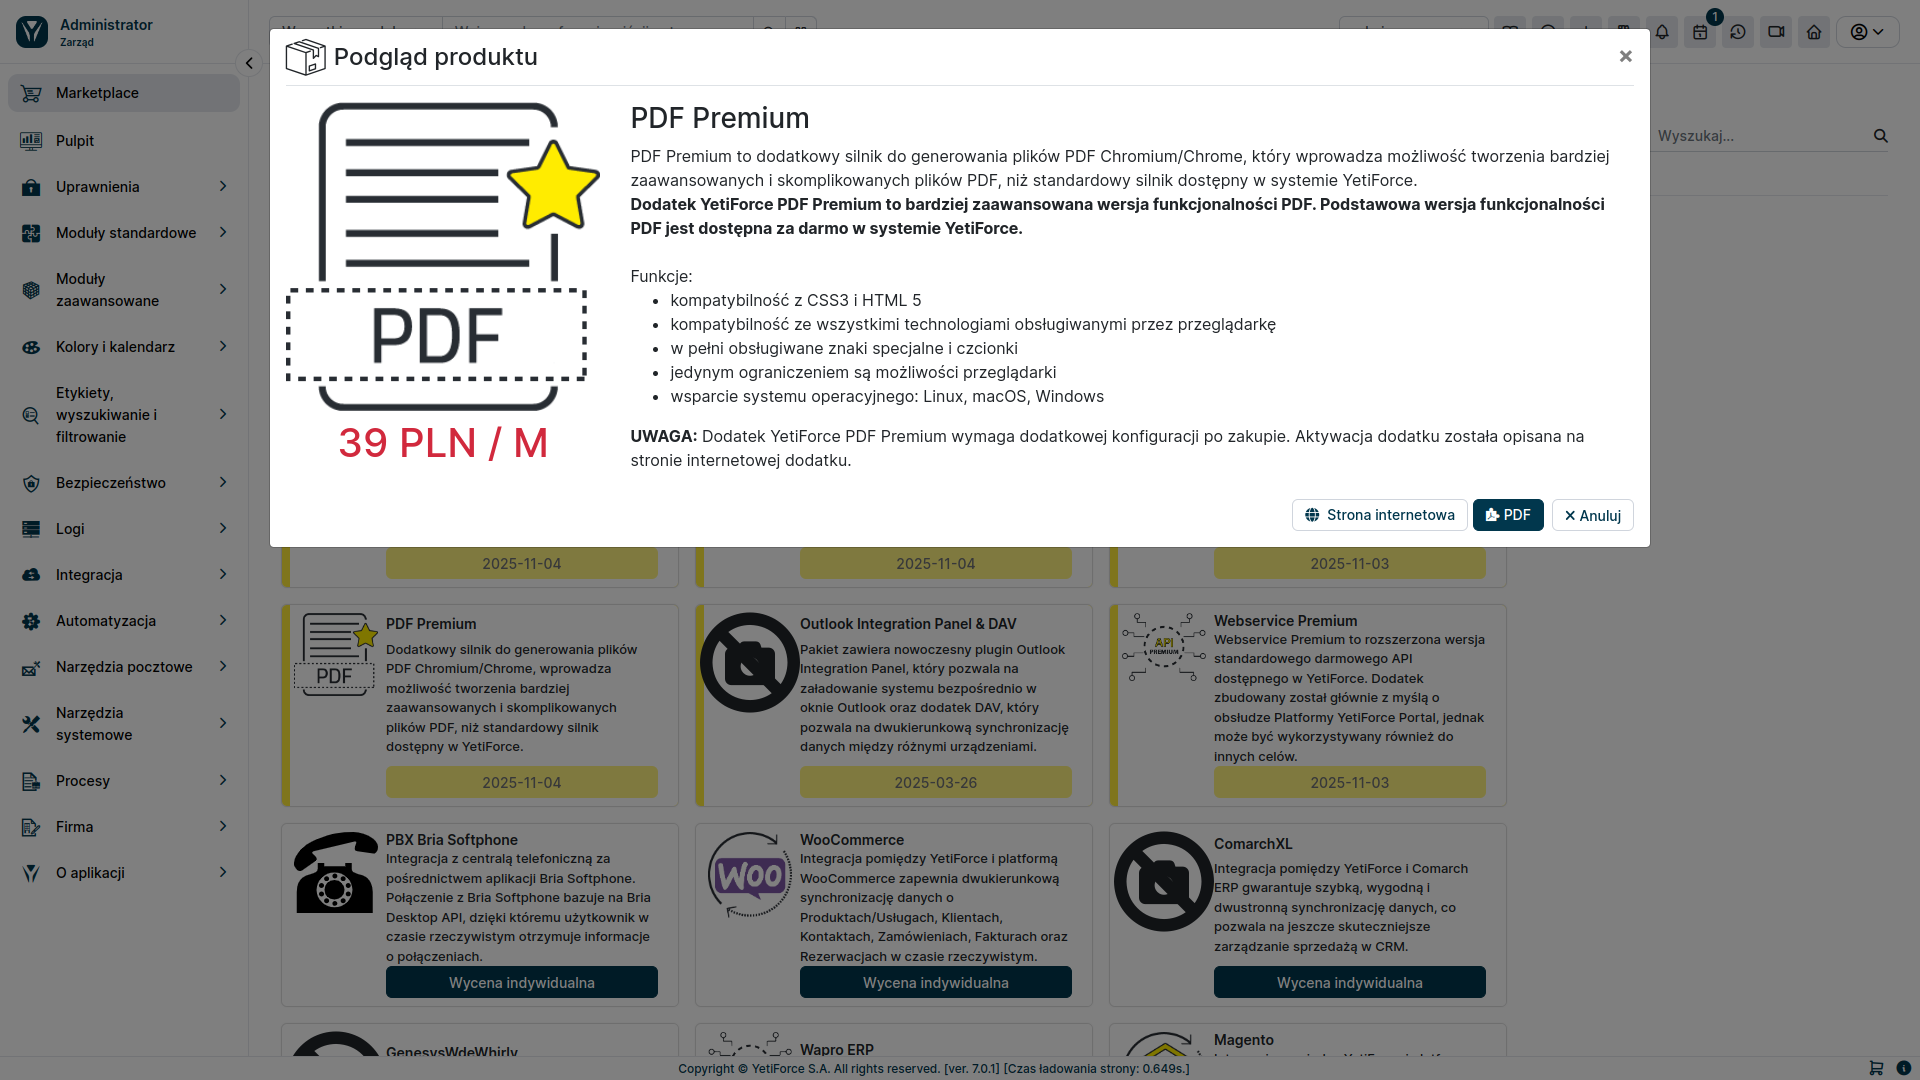 Administrator
Zarząd
1
Marketplace
Pulpit
Uprawnienia
Moduły standardowe
Moduły
zaawansowane
Kolory i kalendarz
Etykiety,
wyszukiwanie i
filtrowanie
Bezpieczeństwo
Logi
Integracja
Automatyzacja
Narzędzia pocztowe
Narzędzia
systemowe
Procesy
Firma
O aplikacji
Wyszukaj...
Podgląd produktu
×
PDF
39 PLN / M
PDF Premium
PDF Premium to dodatkowy silnik do generowania plików PDF Chromium/Chrome, który wprowadza możliwość tworzenia bardziej
zaawansowanych i skomplikowanych plików PDF, niż standardowy silnik dostępny w systemie YetiForce.
Dodatek YetiForce PDF Premium to bardziej zaawansowana wersja funkcjonalności PDF. Podstawowa wersja funkcjonalności
PDF jest dostępna za darmo w systemie YetiForce.
Funkcje:
• kompatybilność z CSS3 i HTML 5
• kompatybilność ze wszystkimi technologiami obsługiwanymi przez przeglądarkę
• w pełni obsługiwane znaki specjalne i czcionki
• jedynym ograniczeniem są możliwości przeglądarki
• wsparcie systemu operacyjnego: Linux, macOS, Windows
UWAGA: Dodatek YetiForce PDF Premium wymaga dodatkowej konfiguracji po zakupie. Aktywacja dodatku została opisana na
stronie internetowej dodatku.
Strona internetowa
PDF
Anuluj
2025-11-04
2025-11-04
2025-11-03
PDF
PDF Premium
Dodatkowy silnik do generowania plików
PDF Chromium/Chrome, wprowadza
możliwość tworzenia bardziej
zaawansowanych i skomplikowanych
plików PDF, niż standardowy silnik
dostępny w YetiForce.
2025-11-04
Outlook Integration Panel & DAV
Pakiet zawiera nowoczesny plugin Outlook
Integration Panel, który pozwala na
załadowanie systemu bezpośrednio w
oknie Outlook oraz dodatek DAV, który
pozwala na dwukierunkową synchronizację
danych między różnymi urządzeniami.
2025-03-26
API
PREMIUM
Webservice Premium
Webservice Premium to rozszerzona wersja
standardowego darmowego API
dostępnego w YetiForce. Dodatek
zbudowany został głównie z myślą o
obsłudze Platformy YetiForce Portal, jednak
może być wykorzystywany również do
innych celów.
2025-11-03
PBX Bria Softphone
Integracja z centralą telefoniczną za
pośrednictwem aplikacji Bria Softphone.
Połączenie z Bria Softphone bazuje na Bria
Desktop API, dzięki któremu użytkownik w
czasie rzeczywistym otrzymuje informacje
o połączeniach.
Wycena indywidualna
Woo
WooCommerce
Integracja pomiędzy YetiForce i platformą
WooCommerce zapewnia dwukierunkową
synchronizację danych o
Produktach/Usługach, Klientach,
Kontaktach, Zamówieniach, Fakturach oraz
Rezerwacjach w czasie rzeczywistym.
Wycena indywidualna
ComarchXL
Integracja pomiędzy YetiForce i Comarch
ERP gwarantuje szybką, wygodną i
dwustronną synchronizację danych, co
pozwala na jeszcze skuteczniejsze
zarządzanie sprzedażą w CRM.
Wycena indywidualna
GenesysWdeWhirly
Wapro ERP
Magento
Copyright © YetiForce S.A. All rights reserved. [ver. 7.0.1] [Czas ładowania strony: 0.649s.]